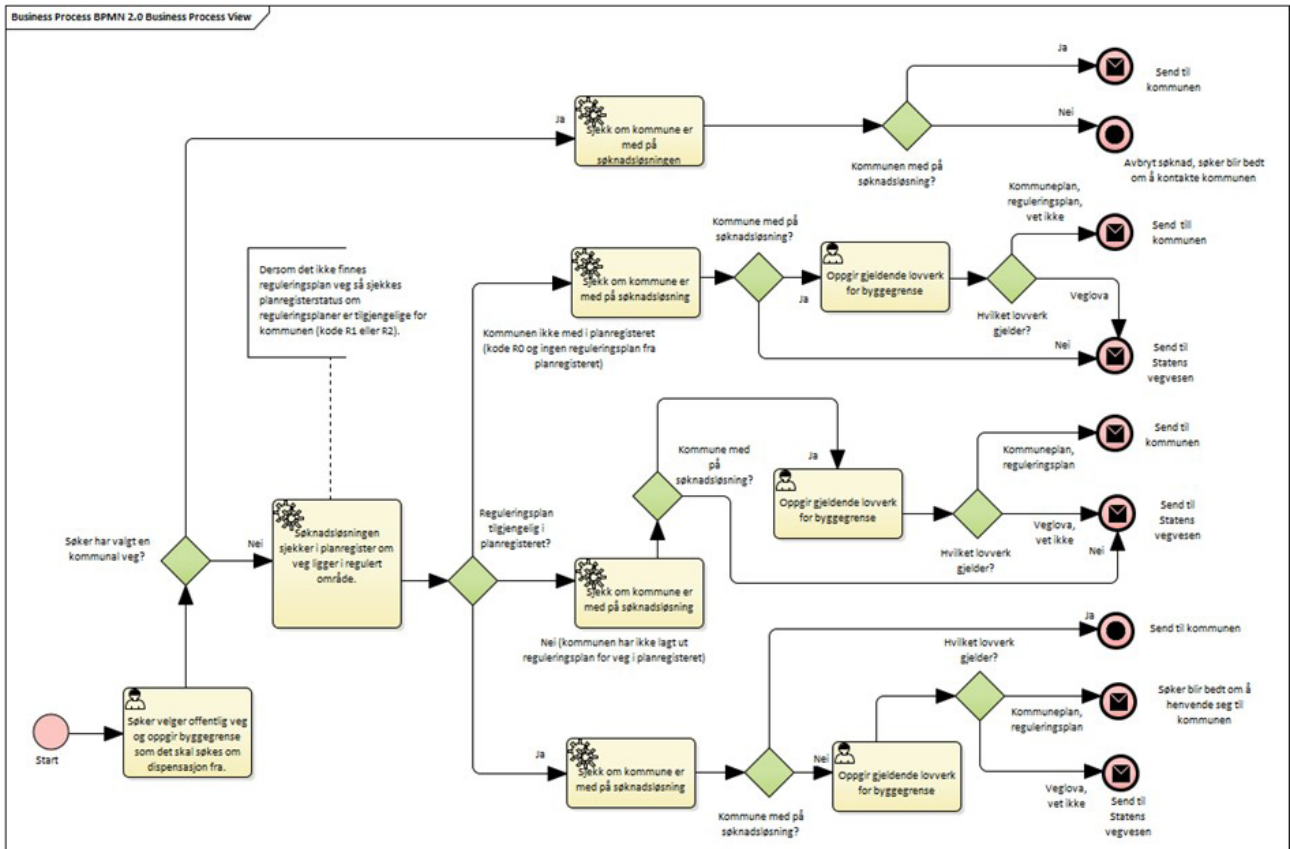 Business Process BPMN 2.0 Business Process View
Ja
Sjekk om kommune er
med på
søknadsløsningen
Kommunen med på
søknadsløsning?
Ja
Send til
kommunen
Nei
Avbryt søknad, søker blir bedt
om å kontakte kommunen
Dersom det ikke finnes
reguleringsplan veg så sjekkes
planregisterstatus om
reguleringsplaner er tilgjengelige for
kommunen (kode R1 eller R2).
Sjekk om kommune er
med på søknadsløsning
Kommunen ikke med i planregisteret
(kode R0 og ingen reguleringsplan fra
planregisteret)
Kommune med på
søknadsløsning?
Ja
Oppgir gjeldende lovverk
for byggegrense
Kommuneplan,
reguleringsplan,
vet ikke
Send till
kommunen
Hvilket lovverk
gjelder?
Veglova
Nei
Send til
Statens
vegvesen
Kommune med
på
søknadsløsning?
Ja
Oppgir gjeldende lovverk
for byggegrense
Kommuneplan,
reguleringsplan
Send til
kommunen
Hvilket lovverk
gjelder?
Veglova,
vet ikke
Nei
Send til
Statens
vegvesen
Søker har valgt en
kommunal veg?
Nei
Søknadsløsningen
sjekker i planregister om
veg ligger i regulert
område.
Reguleringsplan
tilgjengelig i
planregisteret?
Sjekk om kommune er
med på søknadsløsning
Nei (kommunen har ikke lagt ut
reguleringsplan for veg i planregisteret)
Start
Søker velger offentlig veg
og oppgir byggegrense
som det skal søkes om
dispensasjon fra.
Ja
Sjekk om kommune er
med på søknadsløsning
Kommune med på
søknadsløsning?
Ja
Send til kommunen
Nei
Oppgir gjeldende lovverk
for byggegrense
Hvilket lovverk
gjelder?
Kommuneplan,
reguleringsplan
Søker blir bedt om å
henvende seg til
kommunen
Veglova,
vet ikke
Send til
Statens
vegvesen